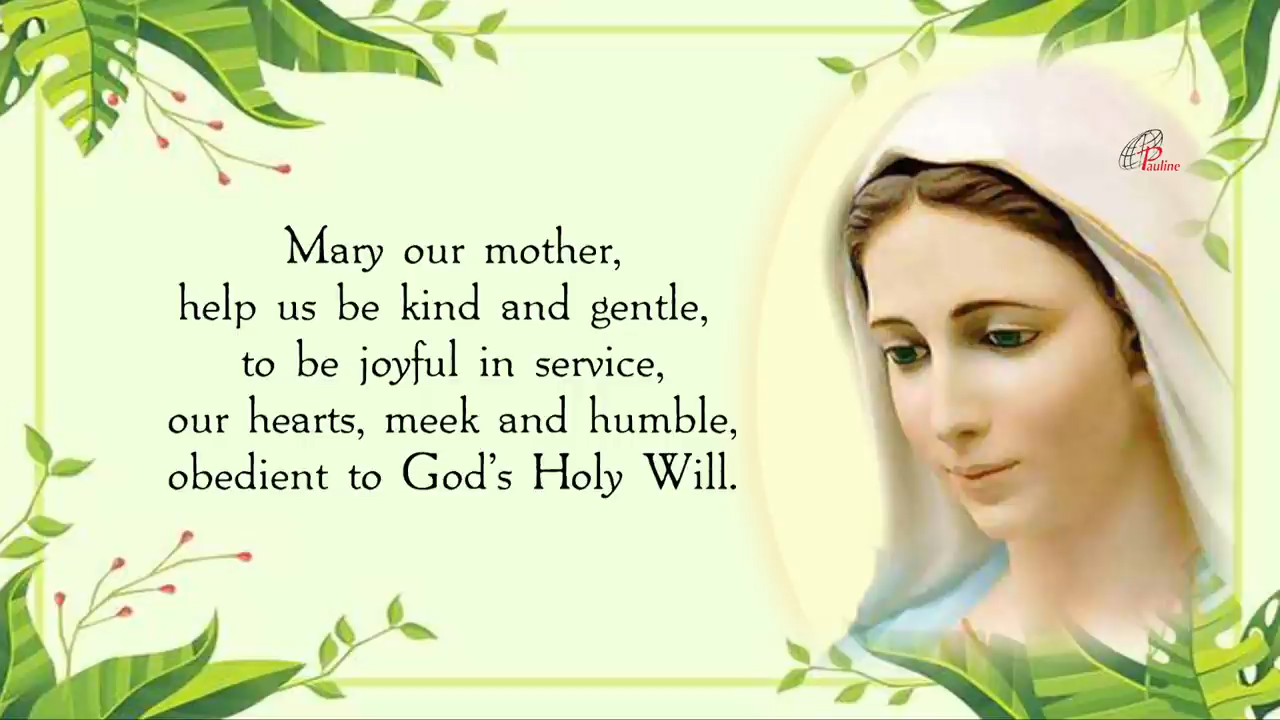 Mary our mother,
help us be kind and gentle,
to be joyful in service,
our hearts, meek and humble,
obedient to God's Holy Will.
Pauline